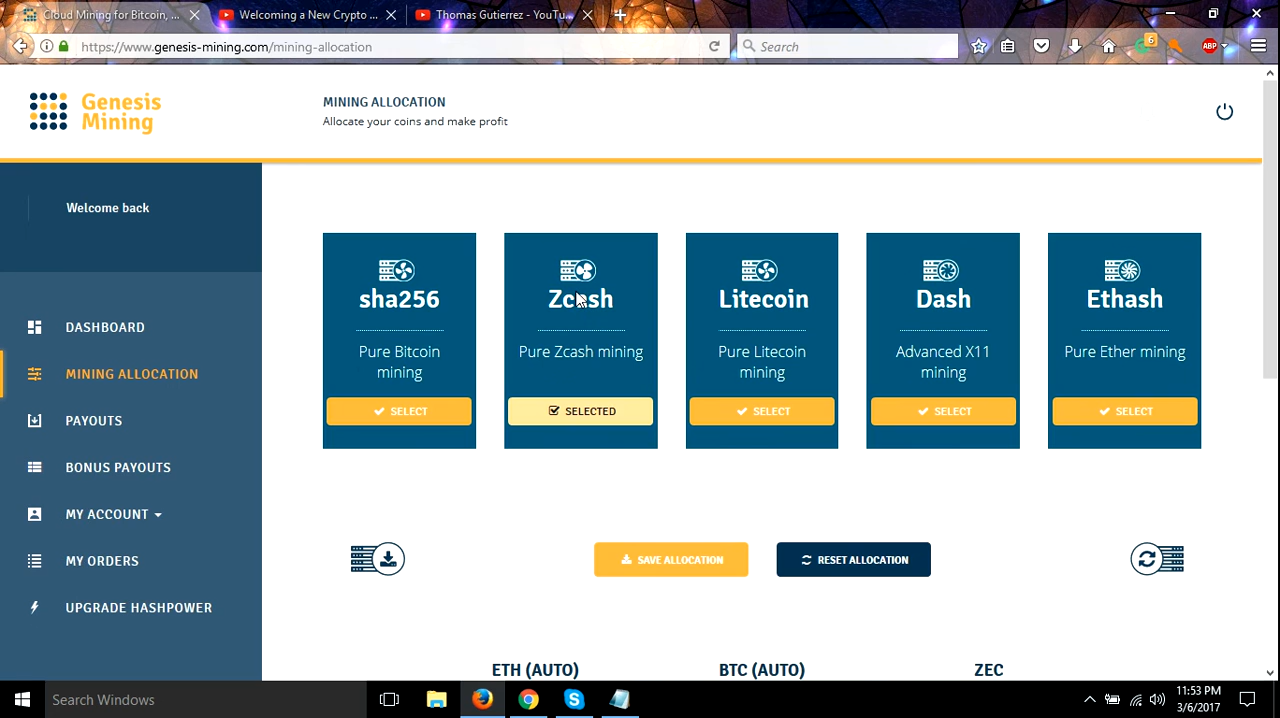 Cloud Mining for Bitcoin, ...
Welcoming a New Crypto ...
Thomas Gutierrez - YouTu...
https://www.genesis-mining.com/mining-allocation
Search
6
ABP
Genesis
Mining
MINING ALLOCATION
Allocate your coins and make profit
Welcome back
DASHBOARD
MINING ALLOCATION
PAYOUTS
BONUS PAYOUTS
MY ACCOUNT
MY ORDERS
UPGRADE HASHPOWER
sha256
Pure Bitcoin
mining
SELECT
Zcash
Pure Zcash mining
SELECTED
Litecoin
Pure Litecoin
mining
SELECT
Dash
Advanced X11
mining
SELECT
Ethash
Pure Ether mining
SELECT
SAVE ALLOCATION
RESET ALLOCATION
ETH (AUTO)
BTC (AUTO)
ZEC
Search Windows
11:53 PM
3/6/2017